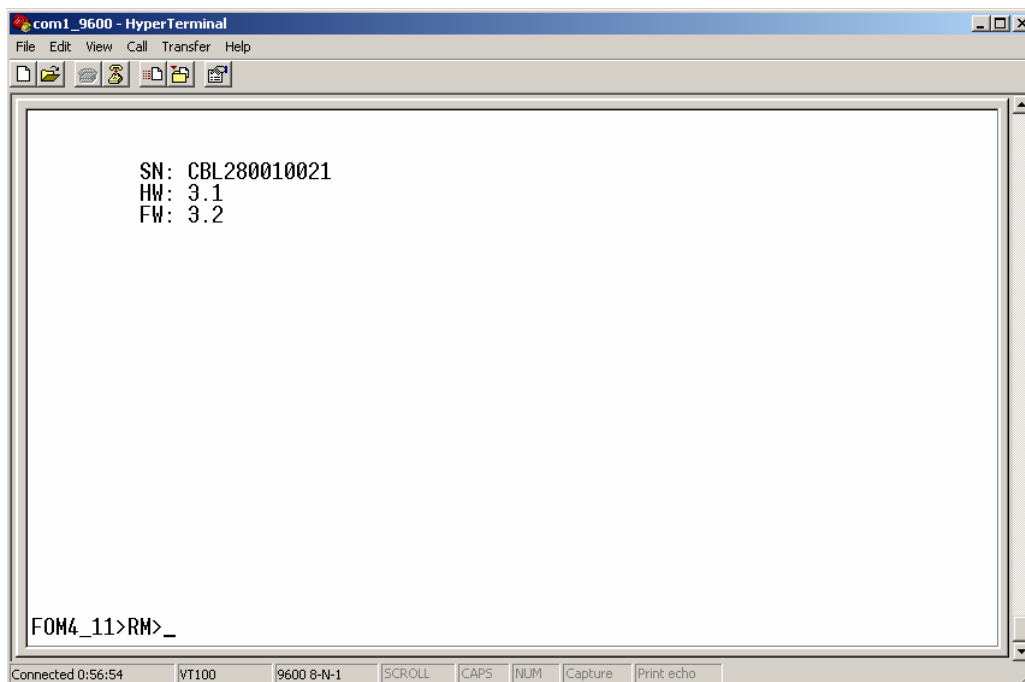 com1_9600 - HyperTerminal
File Edit View Call Transfer Help
SN: CBL280010021
HW: 3.1
FW: 3.2
FOM4_11>RM>_
Connected 0:56:54 VT100 9600 8-N-1 SCROLL CAPS NUM Capture Print echo